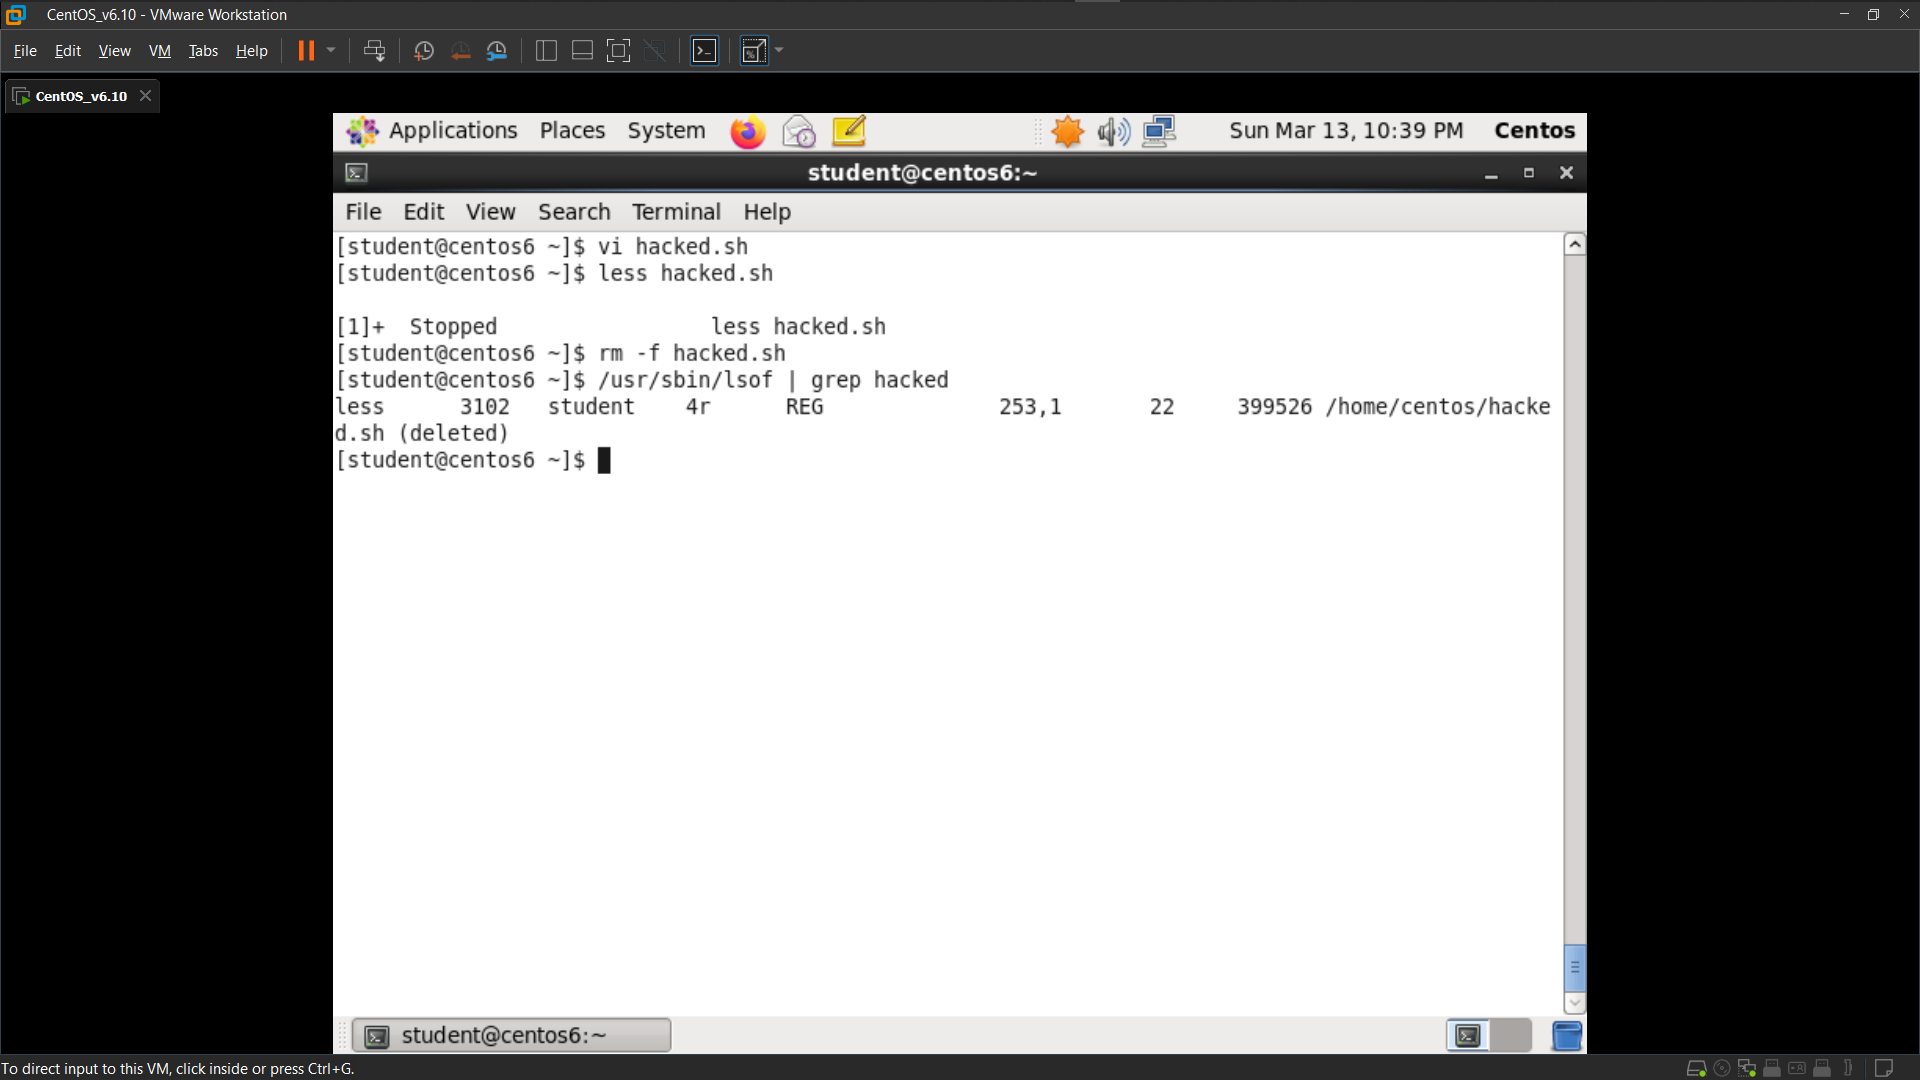 CentOS_v6.10 - VMware Workstation
File Edit View VM Tabs Help
CentOS_v6.10
Applications Places System Sun Mar 13, 10:39 PM Centos
student@centos6:~
File Edit View Search Terminal Help
[student@centos6 ~]$ vi hacked.sh
[student@centos6 ~]$ less hacked.sh
[1]+  Stopped                 less hacked.sh
[student@centos6 ~]$ rm -f hacked.sh
[student@centos6 ~]$ /usr/sbin/lsof | grep hacked
less      3102   student    4r      REG              253,1       22     399526 /home/centos/hacke
d.sh (deleted)
[student@centos6 ~]$
student@centos6:~
To direct input to this VM, click inside or press Ctrl+G.